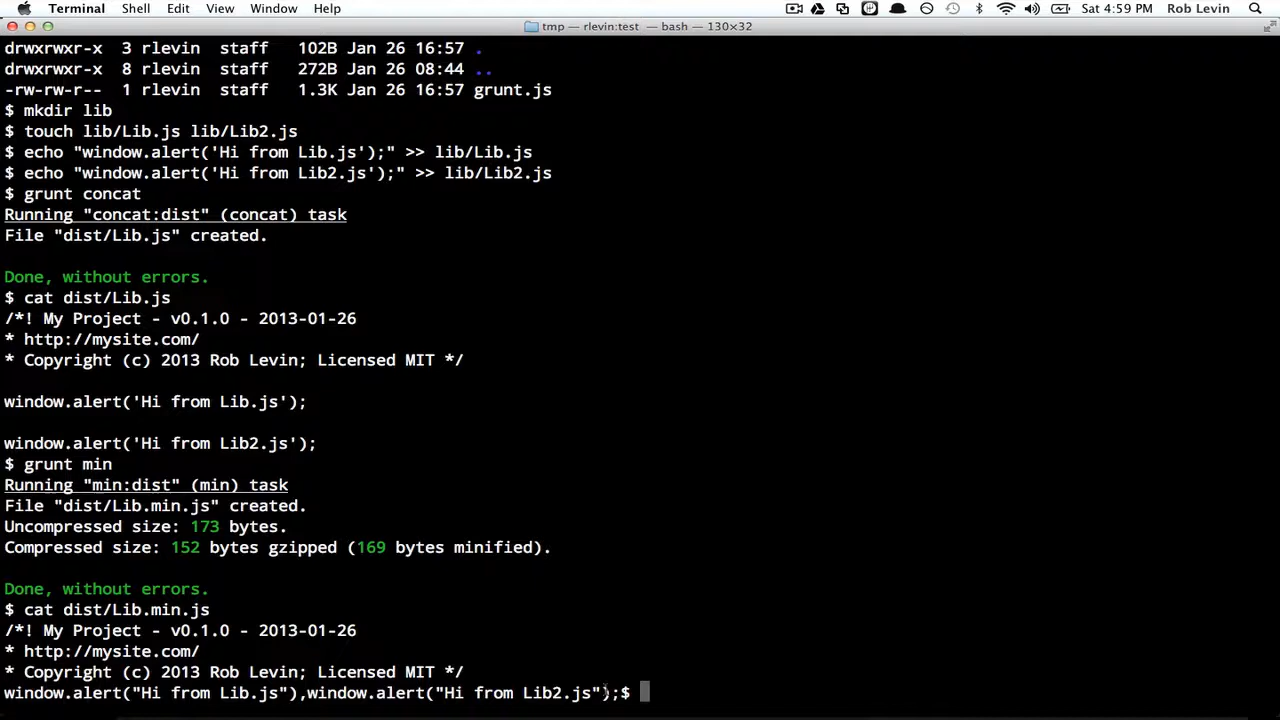 Terminal Shell Edit View Window Help Sat 4:59 PM Rob Levin
tmp — rlevin:test — bash — 130×32
drwxrwxr-x 3 rlevin staff 102B Jan 26 16:57 .
drwxrwxr-x 8 rlevin staff 272B Jan 26 08:44 ..
-rw-rw-r-- 1 rlevin staff 1.3K Jan 26 16:57 grunt.js
$ mkdir lib
$ touch lib/Lib.js lib/Lib2.js
$ echo "window.alert('Hi from Lib.js');" >> lib/Lib.js
$ echo "window.alert('Hi from Lib2.js');" >> lib/Lib2.js
$ grunt concat
Running "concat:dist" (concat) task
File "dist/Lib.js" created.
Done, without errors.
$ cat dist/Lib.js
/*! My Project - v0.1.0 - 2013-01-26
* http://mysite.com/
* Copyright (c) 2013 Rob Levin; Licensed MIT */
window.alert('Hi from Lib.js');
window.alert('Hi from Lib2.js');
$ grunt min
Running "min:dist" (min) task
File "dist/Lib.min.js" created.
Uncompressed size: 173 bytes.
Compressed size: 152 bytes gzipped (169 bytes minified).
Done, without errors.
$ cat dist/Lib.min.js
/*! My Project - v0.1.0 - 2013-01-26
* http://mysite.com/
* Copyright (c) 2013 Rob Levin; Licensed MIT */
window.alert("Hi from Lib.js"),window.alert("Hi from Lib2.js");$